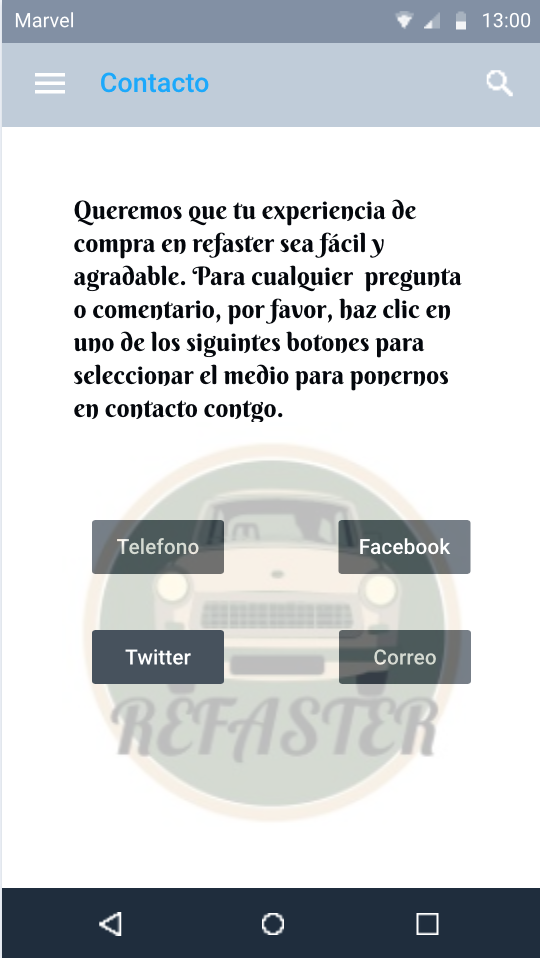 Marvel 13:00
Contacto
Queremos que tu experiencia de
compra en refaster sea fácil y
agradable. Para cualquier pregunta
o comentario, por favor, haz clic en
uno de los siguintes botones para
seleccionar el medio para ponernos
en contacto contgo.
Telefono Facebook
Twitter Correo
REFASTER